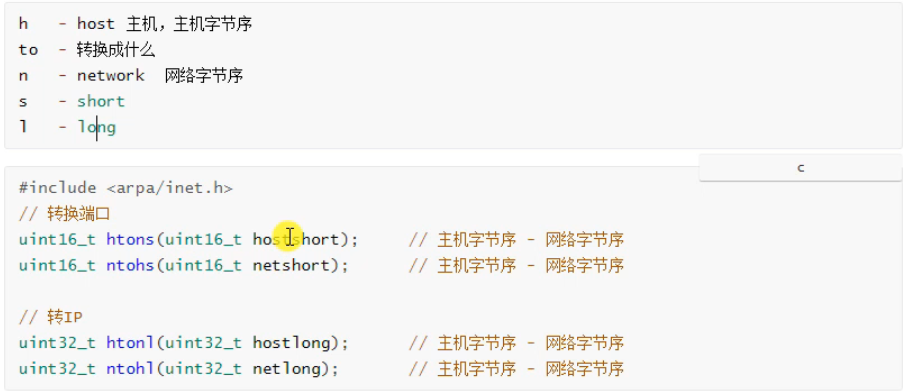 h   - host 主机，主机字节序
to  - 转换成什么
n   - network  网络字节序
s   - short
l   - long
c
#include <arpa/inet.h>
// 转换端口
uint16_t htons(uint16_t hostshort);     // 主机字节序 - 网络字节序
uint16_t ntohs(uint16_t netshort);      // 主机字节序 - 网络字节序
// 转IP
uint32_t htonl(uint32_t hostlong);      // 主机字节序 - 网络字节序
uint32_t ntohl(uint32_t netlong);       // 主机字节序 - 网络字节序